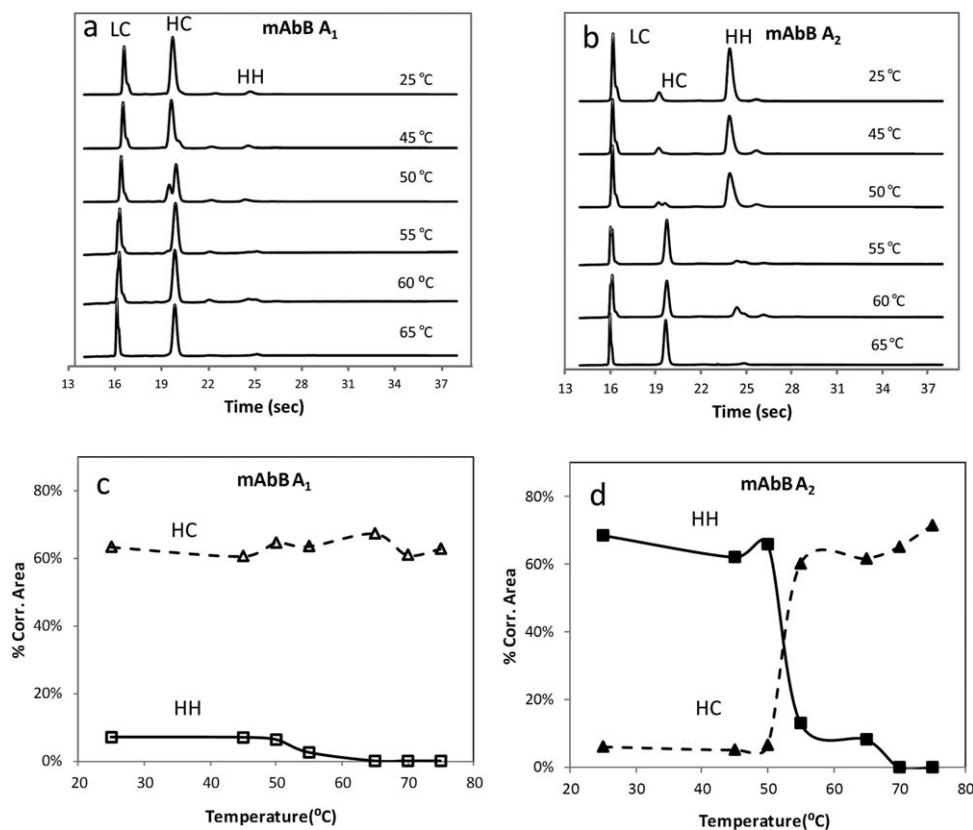 a
mAbB A₁
LC
HC
HH
25 °C
45 °C
50 °C
55 °C
60 °C
65 °C
13 16 19 22 25 28 31 34 37
Time (sec)
b
mAbB A₂
LC
HC
HH
25 °C
45 °C
50 °C
55 °C
60 °C
65 °C
13 16 19 22 25 28 31 34 37
Time (sec)
c
mAbB A₁
80%
60%
40%
20%
0%
% Corr. Area
HC
HH
20 30 40 50 60 70 80
Temperature(⁰C)
d
mAbB A₂
80%
60%
40%
20%
0%
% Corr. Area
HH
HC
20 30 40 50 60 70 80
Temperature(⁰C)